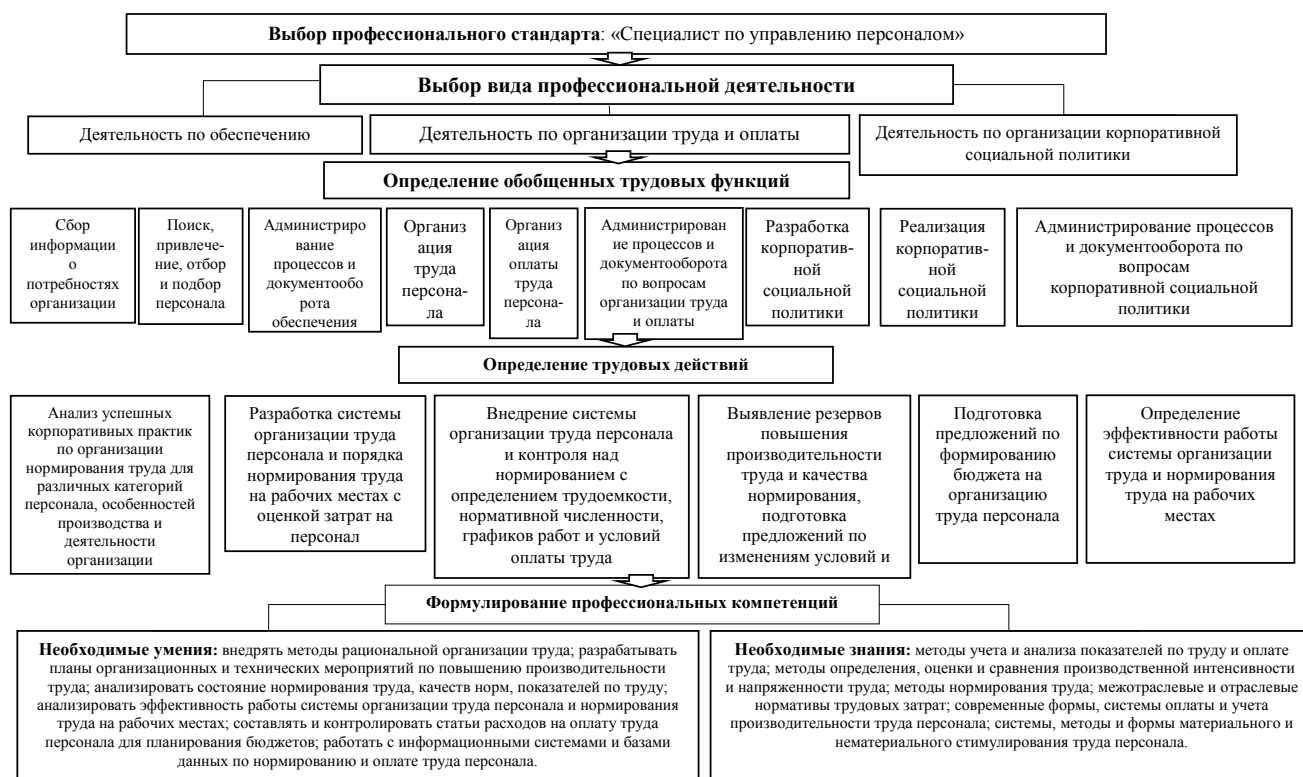 Выбор профессионального стандарта: «Специалист по управлению персоналом»
Выбор вида профессиональной деятельности
Деятельность по обеспечению
Деятельность по организации труда и оплаты
Деятельность по организации корпоративной
социальной политики
Определение обобщенных трудовых функций
Сбор
информации
о
потребностях
организации
Поиск,
привлече-
ние, отбор
и подбор
персонала
Администриро
вание
процессов и
документообо
рота
обеспечения
Организ
ация
труда
персона-
ла
Организ
ация
оплаты
труда
персона-
ла
Администрирован
ие процессов и
документооборота
по вопросам
организации труда
и оплаты
Разработка
корпоратив-
ной
социальной
политики
Реализация
корпоратив-
ной
социальной
политики
Администрирование процессов
и документооборота по
вопросам
корпоративной социальной
политики
Определение трудовых действий
Анализ успешных
корпоративных практик
по организации
нормирования труда для
различных категорий
персонала, особенностей
производства и
деятельности
организации
Разработка системы
организации труда
персонала и порядка
нормирования труда
на рабочих местах с
оценкой затрат на
персонал
Внедрение системы
организации труда персонала
и контроля над
нормированием с
определением трудоемкости,
нормативной численности,
графиков работ и условий
оплаты труда
Выявление резервов
повышения
производительности
труда и качества
нормирования,
подготовка
предложений по
изменениям условий и
Подготовка
предложений по
формированию
бюджета на
организацию
труда персонала
Определение
эффективности работы
системы организации
труда и нормирования
труда на рабочих
местах
Формулирование профессиональных компетенций
Необходимые умения: внедрять методы рациональной организации труда; разрабатывать
планы организационных и технических мероприятий по повышению производительности
труда; анализировать состояние нормирования труда, качеств норм, показателей по труду;
анализировать эффективность работы системы организации труда персонала и нормирования
труда на рабочих местах; составлять и контролировать статьи расходов на оплату труда
персонала для планирования бюджетов; работать с информационными системами и базами
данных по нормированию и оплате труда персонала.
Необходимые знания: методы учета и анализа показателей по труду и оплате
труда; методы определения, оценки и сравнения производственной интенсивности
и напряженности труда; методы нормирования труда; межотраслевые и отраслевые
нормативы трудовых затрат; современные формы, системы оплаты и учета
производительности труда персонала; системы, методы и формы материального и
нематериального стимулирования труда персонала.